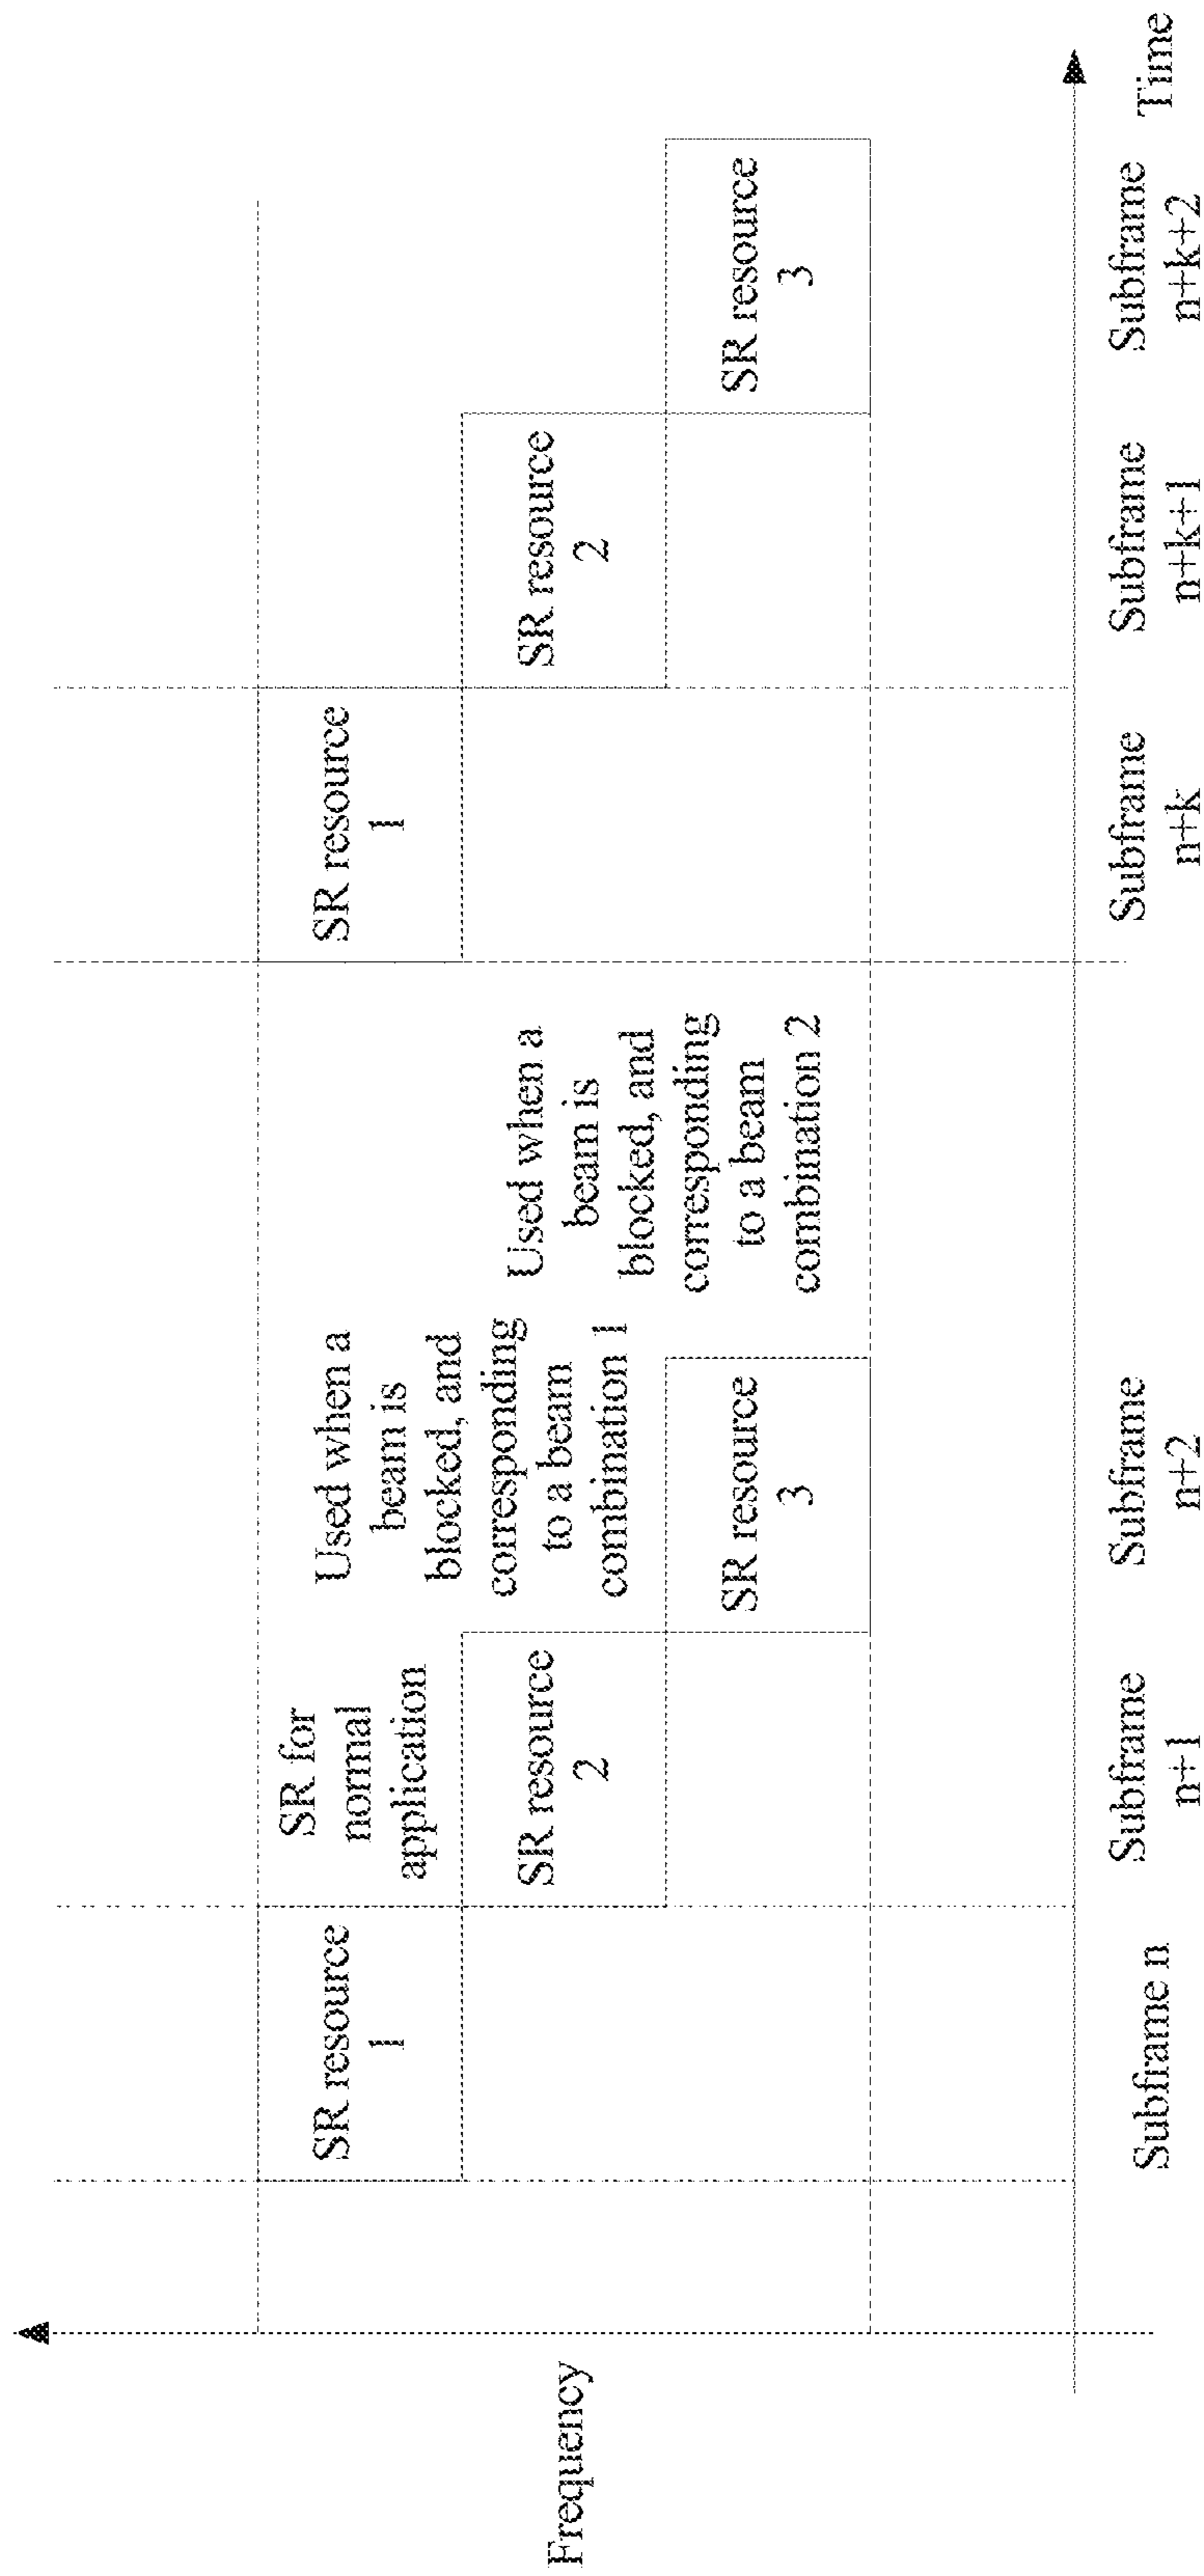 Frequency
SR resource
1
SR for
normal
application
SR resource
2
Used when a
beam is
blocked, and
corresponding
to a beam
combination 1
SR resource
3
Used when a
beam is
blocked, and
corresponding
to a beam
combination 2
SR resource
1
SR resource
2
SR resource
3
Subframe n
Subframe
n+1
Subframe
n+2
Subframe
n+k
Subframe
n+k+1
Subframe
n+k+2
Time